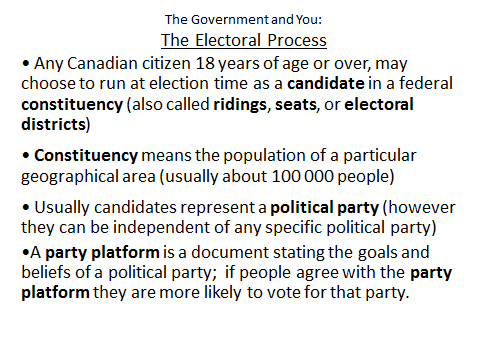 The Government and You:
The Electoral Process
• Any Canadian citizen 18 years of age or over, may
choose to run at election time as a candidate in a federal
constituency (also called ridings, seats, or electoral
districts)
• Constituency means the population of a particular
geographical area (usually about 100 000 people)
• Usually candidates represent a political party (however
they can be independent of any specific political party)
•A party platform is a document stating the goals and
beliefs of a political party;  if people agree with the party
platform they are more likely to vote for that party.